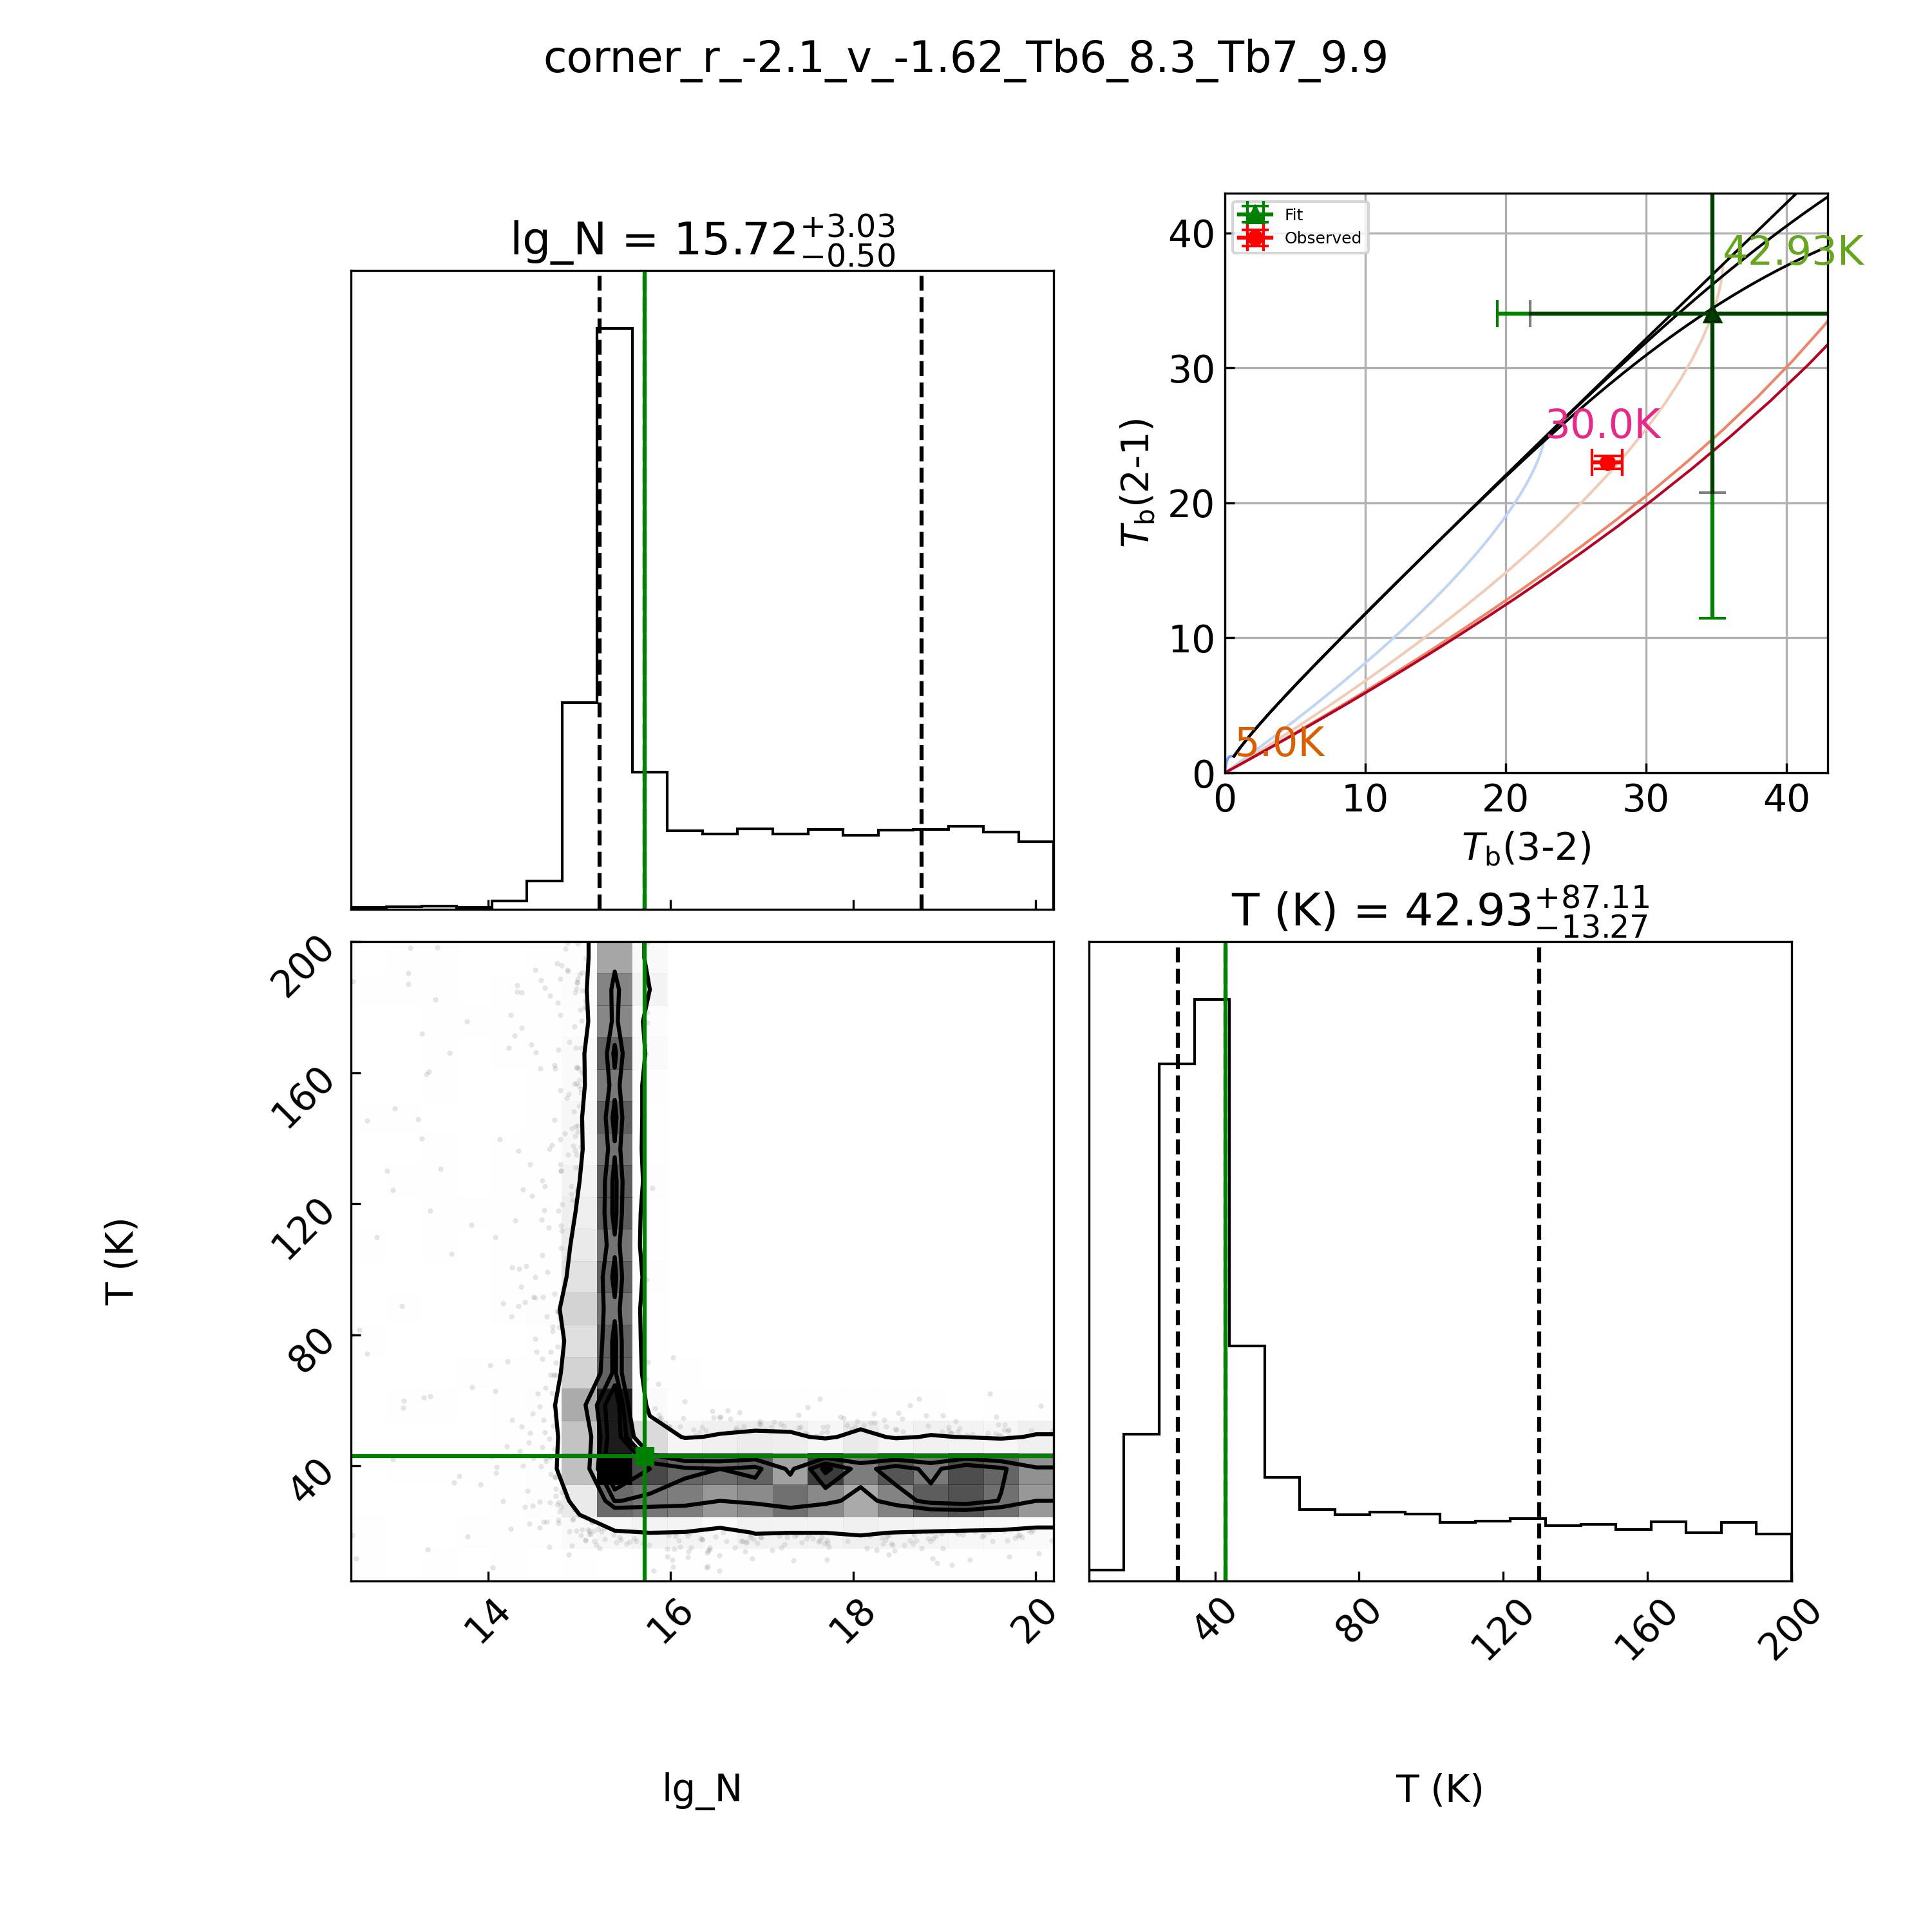 corner_r_-2.1_v_-1.62_Tb6_8.3_Tb7_9.9
lg_N = 15.72+3.03−0.50
Fit
Observed
42.93K
30.0K
5.0K
40
30
20
10
0
Tb(2-1)
0 10 20 30 40
Tb(3-2)
T (K) = 42.93+87.11−13.27
200
160
120
80
40
T (K)
14 16 18 20
lg_N
40 80 120 160 200
T (K)